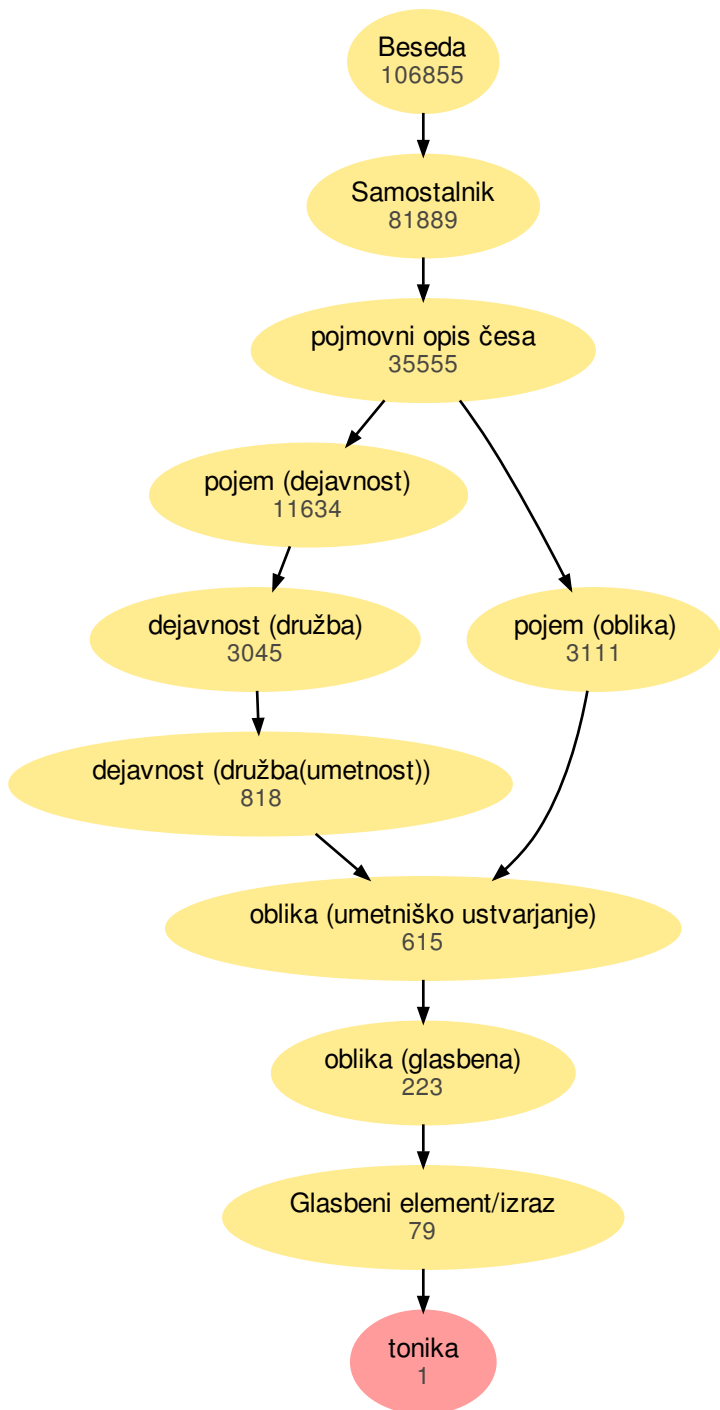 Beseda
106855
Samostalnik
81889
pojmovni opis česa
35555
pojem (dejavnost)
11634
dejavnost (družba)
3045
pojem (oblika)
3111
dejavnost (družba(umetnost))
818
oblika (umetniško ustvarjanje)
615
oblika (glasbena)
223
Glasbeni element/izraz
79
tonika
1